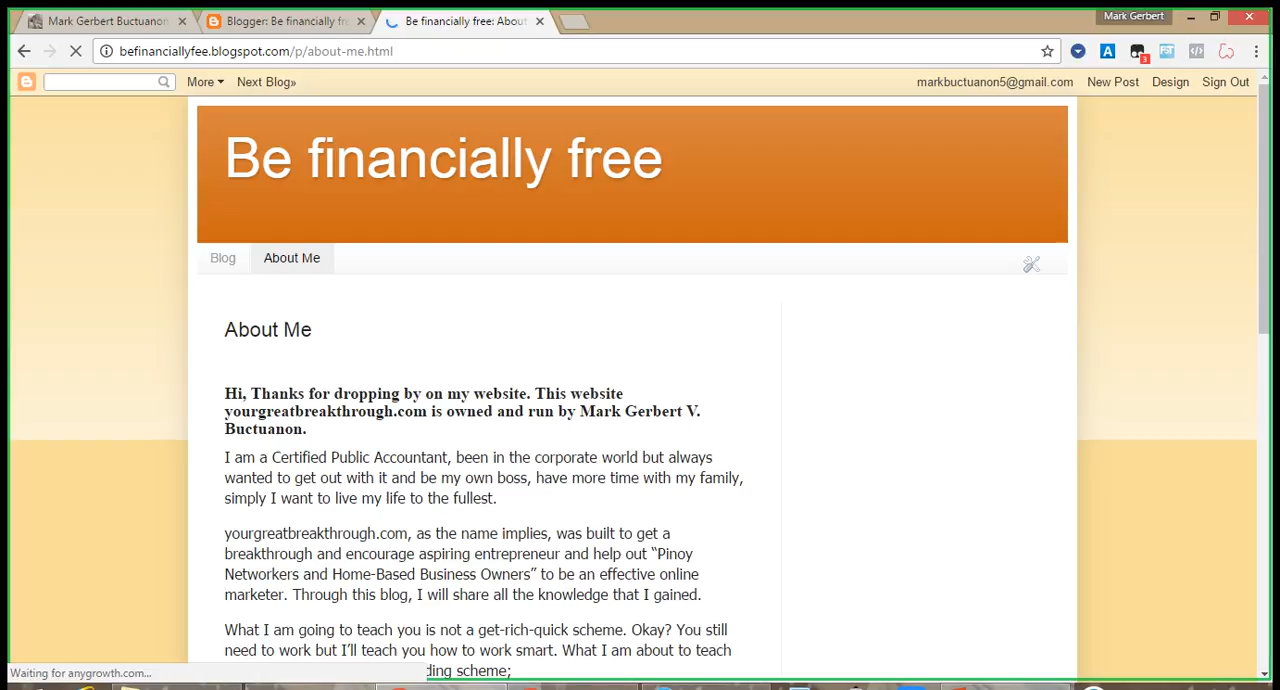 Mark Gerbert Buctuanon
Blogger: Be financially fr
Be financially free: Abou
Mark Gerbert
befinanciallyfee.blogspot.com/p/about-me.html
A
3
More
Next Blog»
markbuctuanon5@gmail.com
New Post
Design
Sign Out
Be financially free
Blog
About Me
About Me
Hi, Thanks for dropping by on my website. This website
yourgreatbreakthrough.com is owned and run by Mark Gerbert V.
Buctuanon.
I am a Certified Public Accountant, been in the corporate world but always
wanted to get out with it and be my own boss, have more time with my family,
simply I want to live my life to the fullest.
yourgreatbreakthrough.com, as the name implies, was built to get a
breakthrough and encourage aspiring entrepreneur and help out “Pinoy
Networkers and Home-Based Business Owners” to be an effective online
marketer. Through this blog, I will share all the knowledge that I gained.
What I am going to teach you is not a get-rich-quick scheme. Okay? You still
need to work but I’ll teach you how to work smart. What I am about to teach
ding scheme;
Waiting for anygrowth.com...